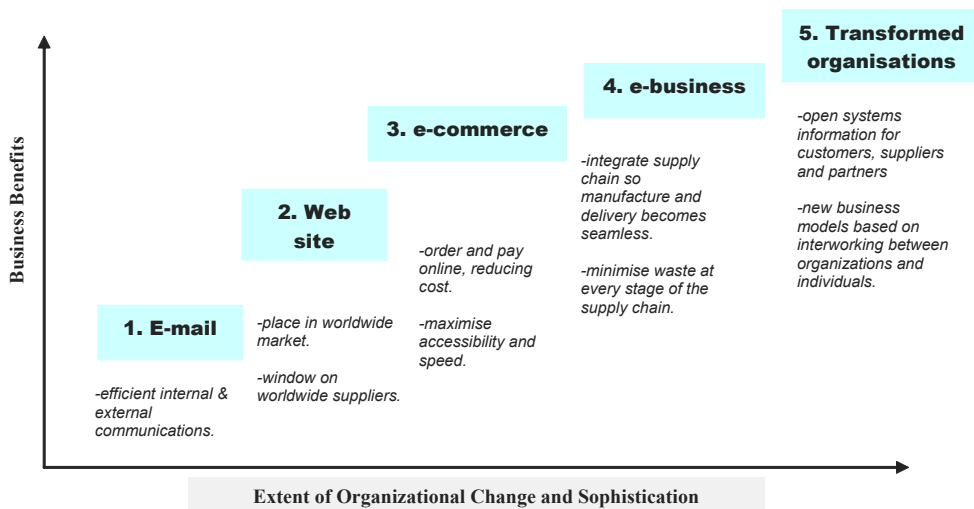 Business Benefits
1. E-mail
-efficient internal &
external
communications.
2. Web
site
-place in worldwide
market.
-window on
worldwide suppliers.
3. e-commerce
-order and pay
online, reducing
cost.
-maximise
accessibility and
speed.
4. e-business
-integrate supply
chain so
manufacture and
delivery becomes
seamless.
-minimise waste at
every stage of the
supply chain.
5. Transformed
organisations
-open systems
information for
customers, suppliers
and partners
-new business
models based on
interworking between
organizations and
individuals.
Extent of Organizational Change and Sophistication